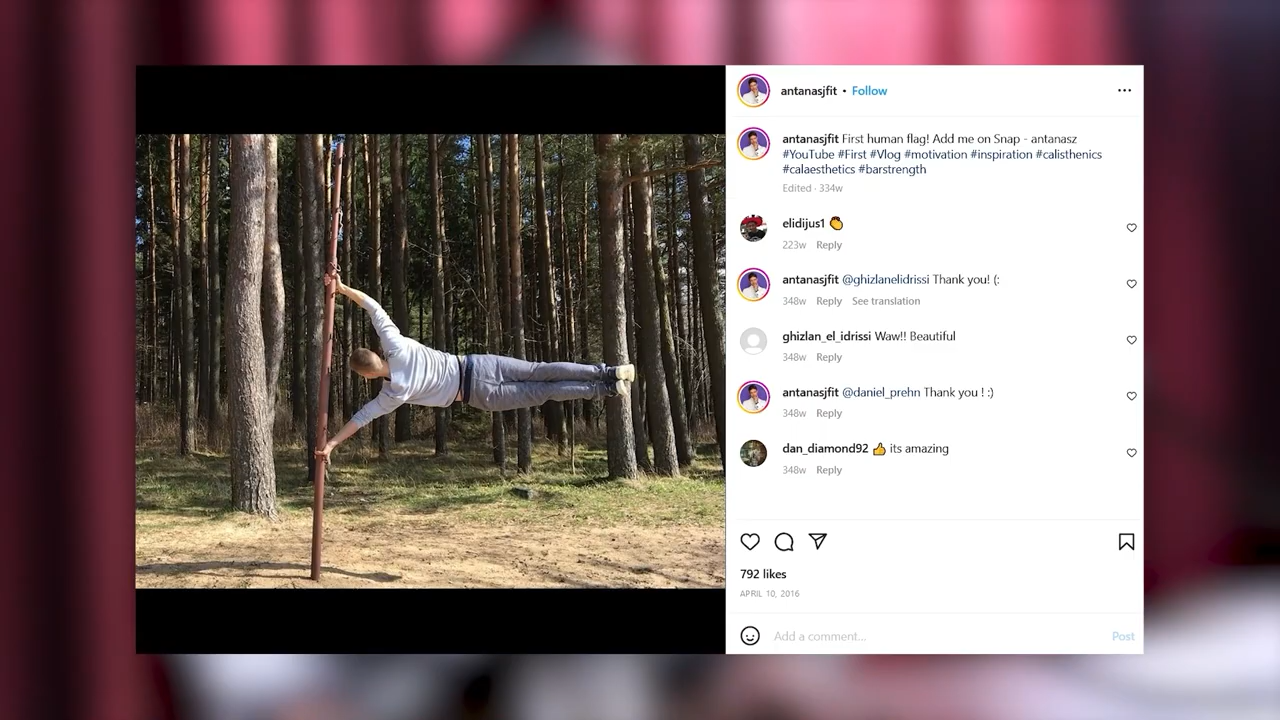 antanasjfit • Follow
antanasjfit First human flag! Add me on Snap - antanasz
#YouTube #First #Vlog #motivation #inspiration #calisthenics
#calaesthetics #barstrength
Edited · 334w
elidijus1 👏
223w Reply
antanasjfit @ghizlanelidrissi Thank you! (:
348w Reply See translation
ghizlan_el_idrissi Waw!! Beautiful
348w Reply
antanasjfit @daniel_prehn Thank you ! :)
348w Reply
dan_diamond92 👍 its amazing
348w Reply
792 likes
APRIL 10, 2016
Add a comment... Post